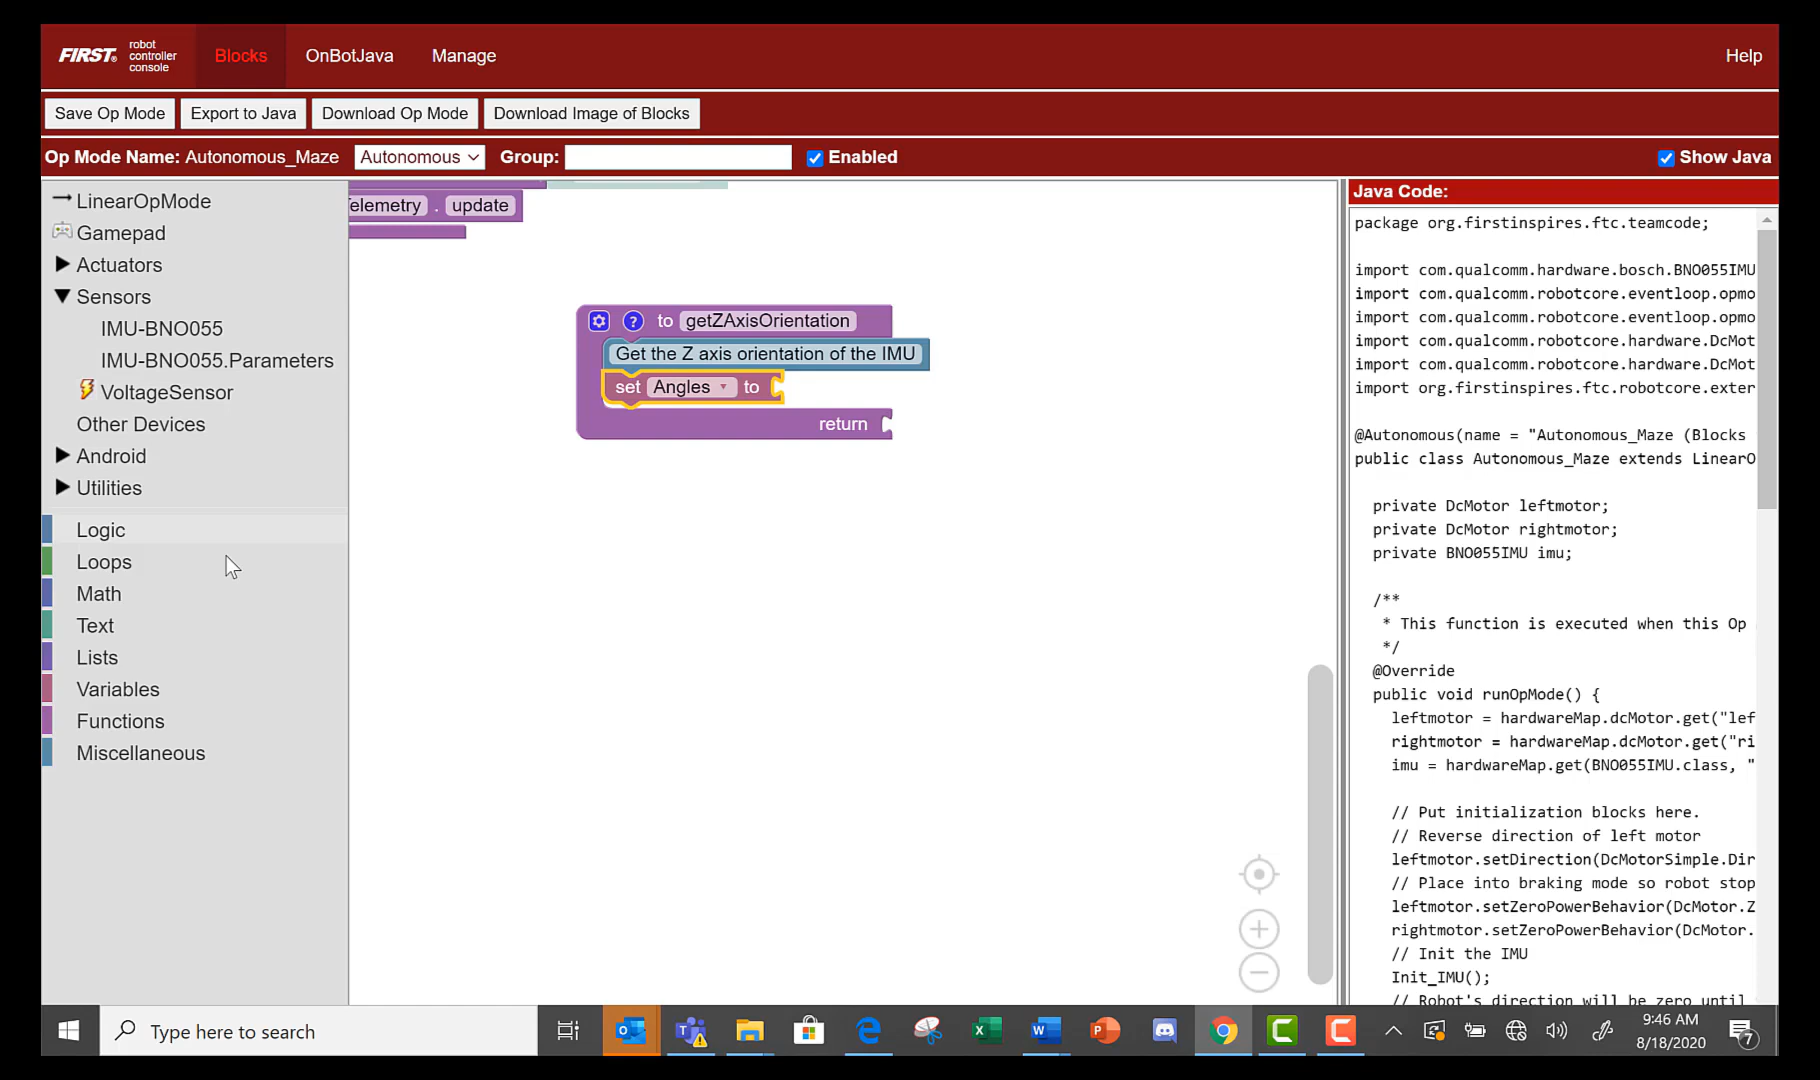 FIRST® robot controller console Blocks OnBotJava Manage Help
Save Op Mode Export to Java Download Op Mode Download Image of Blocks
Op Mode Name: Autonomous_Maze Autonomous Group: Enabled Show Java
LinearOpMode
Gamepad
Actuators
Sensors
IMU-BNO055
IMU-BNO055.Parameters
VoltageSensor
Other Devices
Android
Utilities
Logic
Loops
Math
Text
Lists
Variables
Functions
Miscellaneous
elemetry . update
? to getZAxisOrientation
Get the Z axis orientation of the IMU
set Angles to
return
Java Code:
package org.firstinspires.ftc.teamcode;
import com.qualcomm.hardware.bosch.BNO055IMU
import com.qualcomm.robotcore.eventloop.opmo
import com.qualcomm.robotcore.eventloop.opmo
import com.qualcomm.robotcore.hardware.DcMot
import com.qualcomm.robotcore.hardware.DcMot
import org.firstinspires.ftc.robotcore.exter
@Autonomous(name = "Autonomous_Maze (Blocks
public class Autonomous_Maze extends LinearO
private DcMotor leftmotor;
private DcMotor rightmotor;
private BNO055IMU imu;
/**
* This function is executed when this Op
*/
@Override
public void runOpMode() {
leftmotor = hardwareMap.dcMotor.get("lef
rightmotor = hardwareMap.dcMotor.get("ri
imu = hardwareMap.get(BNO055IMU.class, "
// Put initialization blocks here.
// Reverse direction of left motor
leftmotor.setDirection(DcMotorSimple.Dir
// Place into braking mode so robot stop
leftmotor.setZeroPowerBehavior(DcMotor.Z
rightmotor.setZeroPowerBehavior(DcMotor.
// Init the IMU
Init_IMU();
// Robot's direction will be zero until
Type here to search
9:46 AM
8/18/2020
7